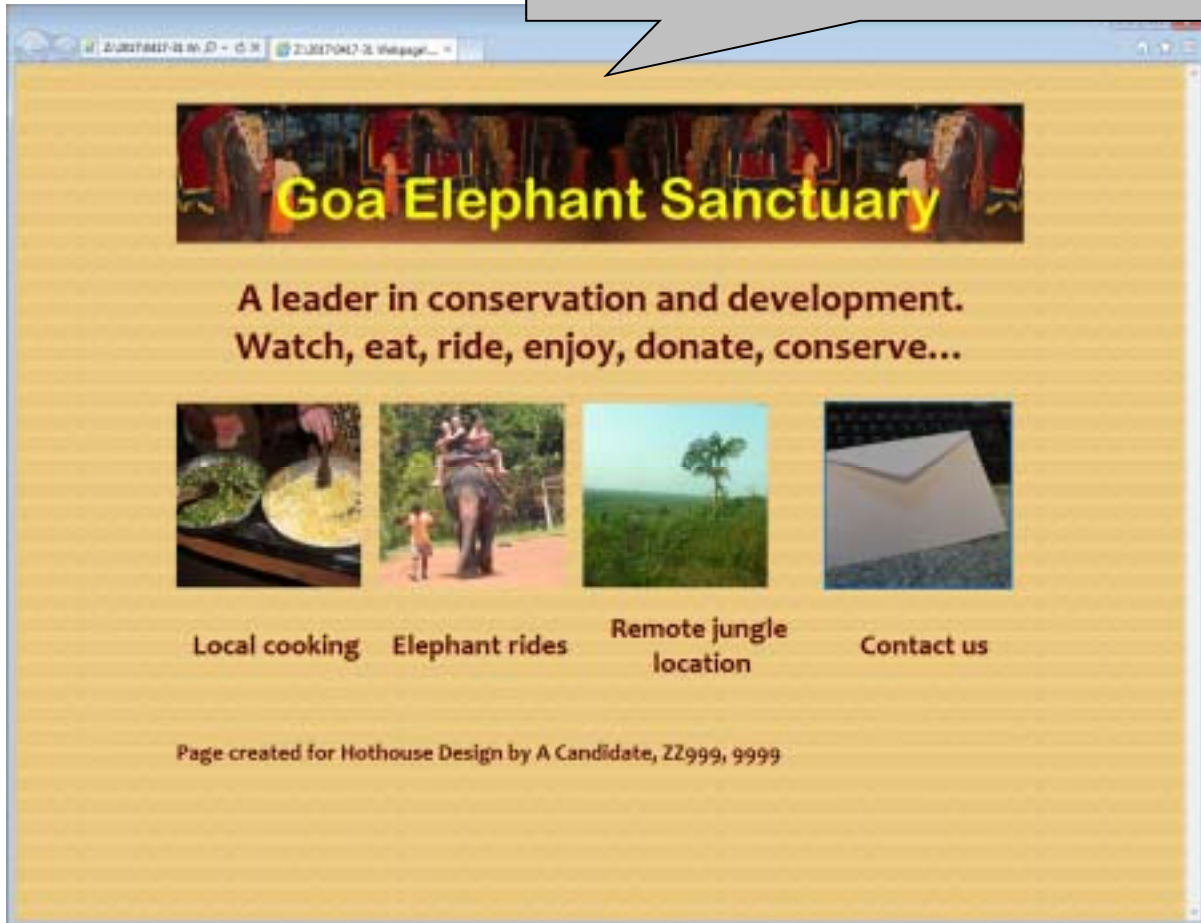 Goa Elephant Sanctuary
A leader in conservation and development.
Watch, eat, ride, enjoy, donate, conserve...
Local cooking
Elephant rides
Remote jungle
location
Contact us
Page created for Hothouse Design by A Candidate, ZZ999, 9999